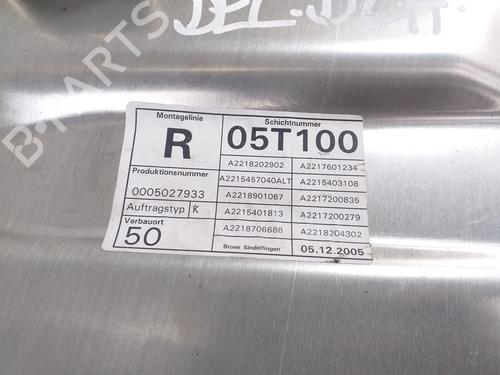 B-PARTS
Montagelinie
Schichtnummer
R
05T100
Produktionsnummer
0005027933
Auftragstyp K
Verbauort
50
A2218202902 A2217601234
A2215457040ALT A2215403108
A2218901067 A2217200835
A2215401813 A2217200279
A2218706686 A2218204302
Brose Sindelfingen 05.12.2005